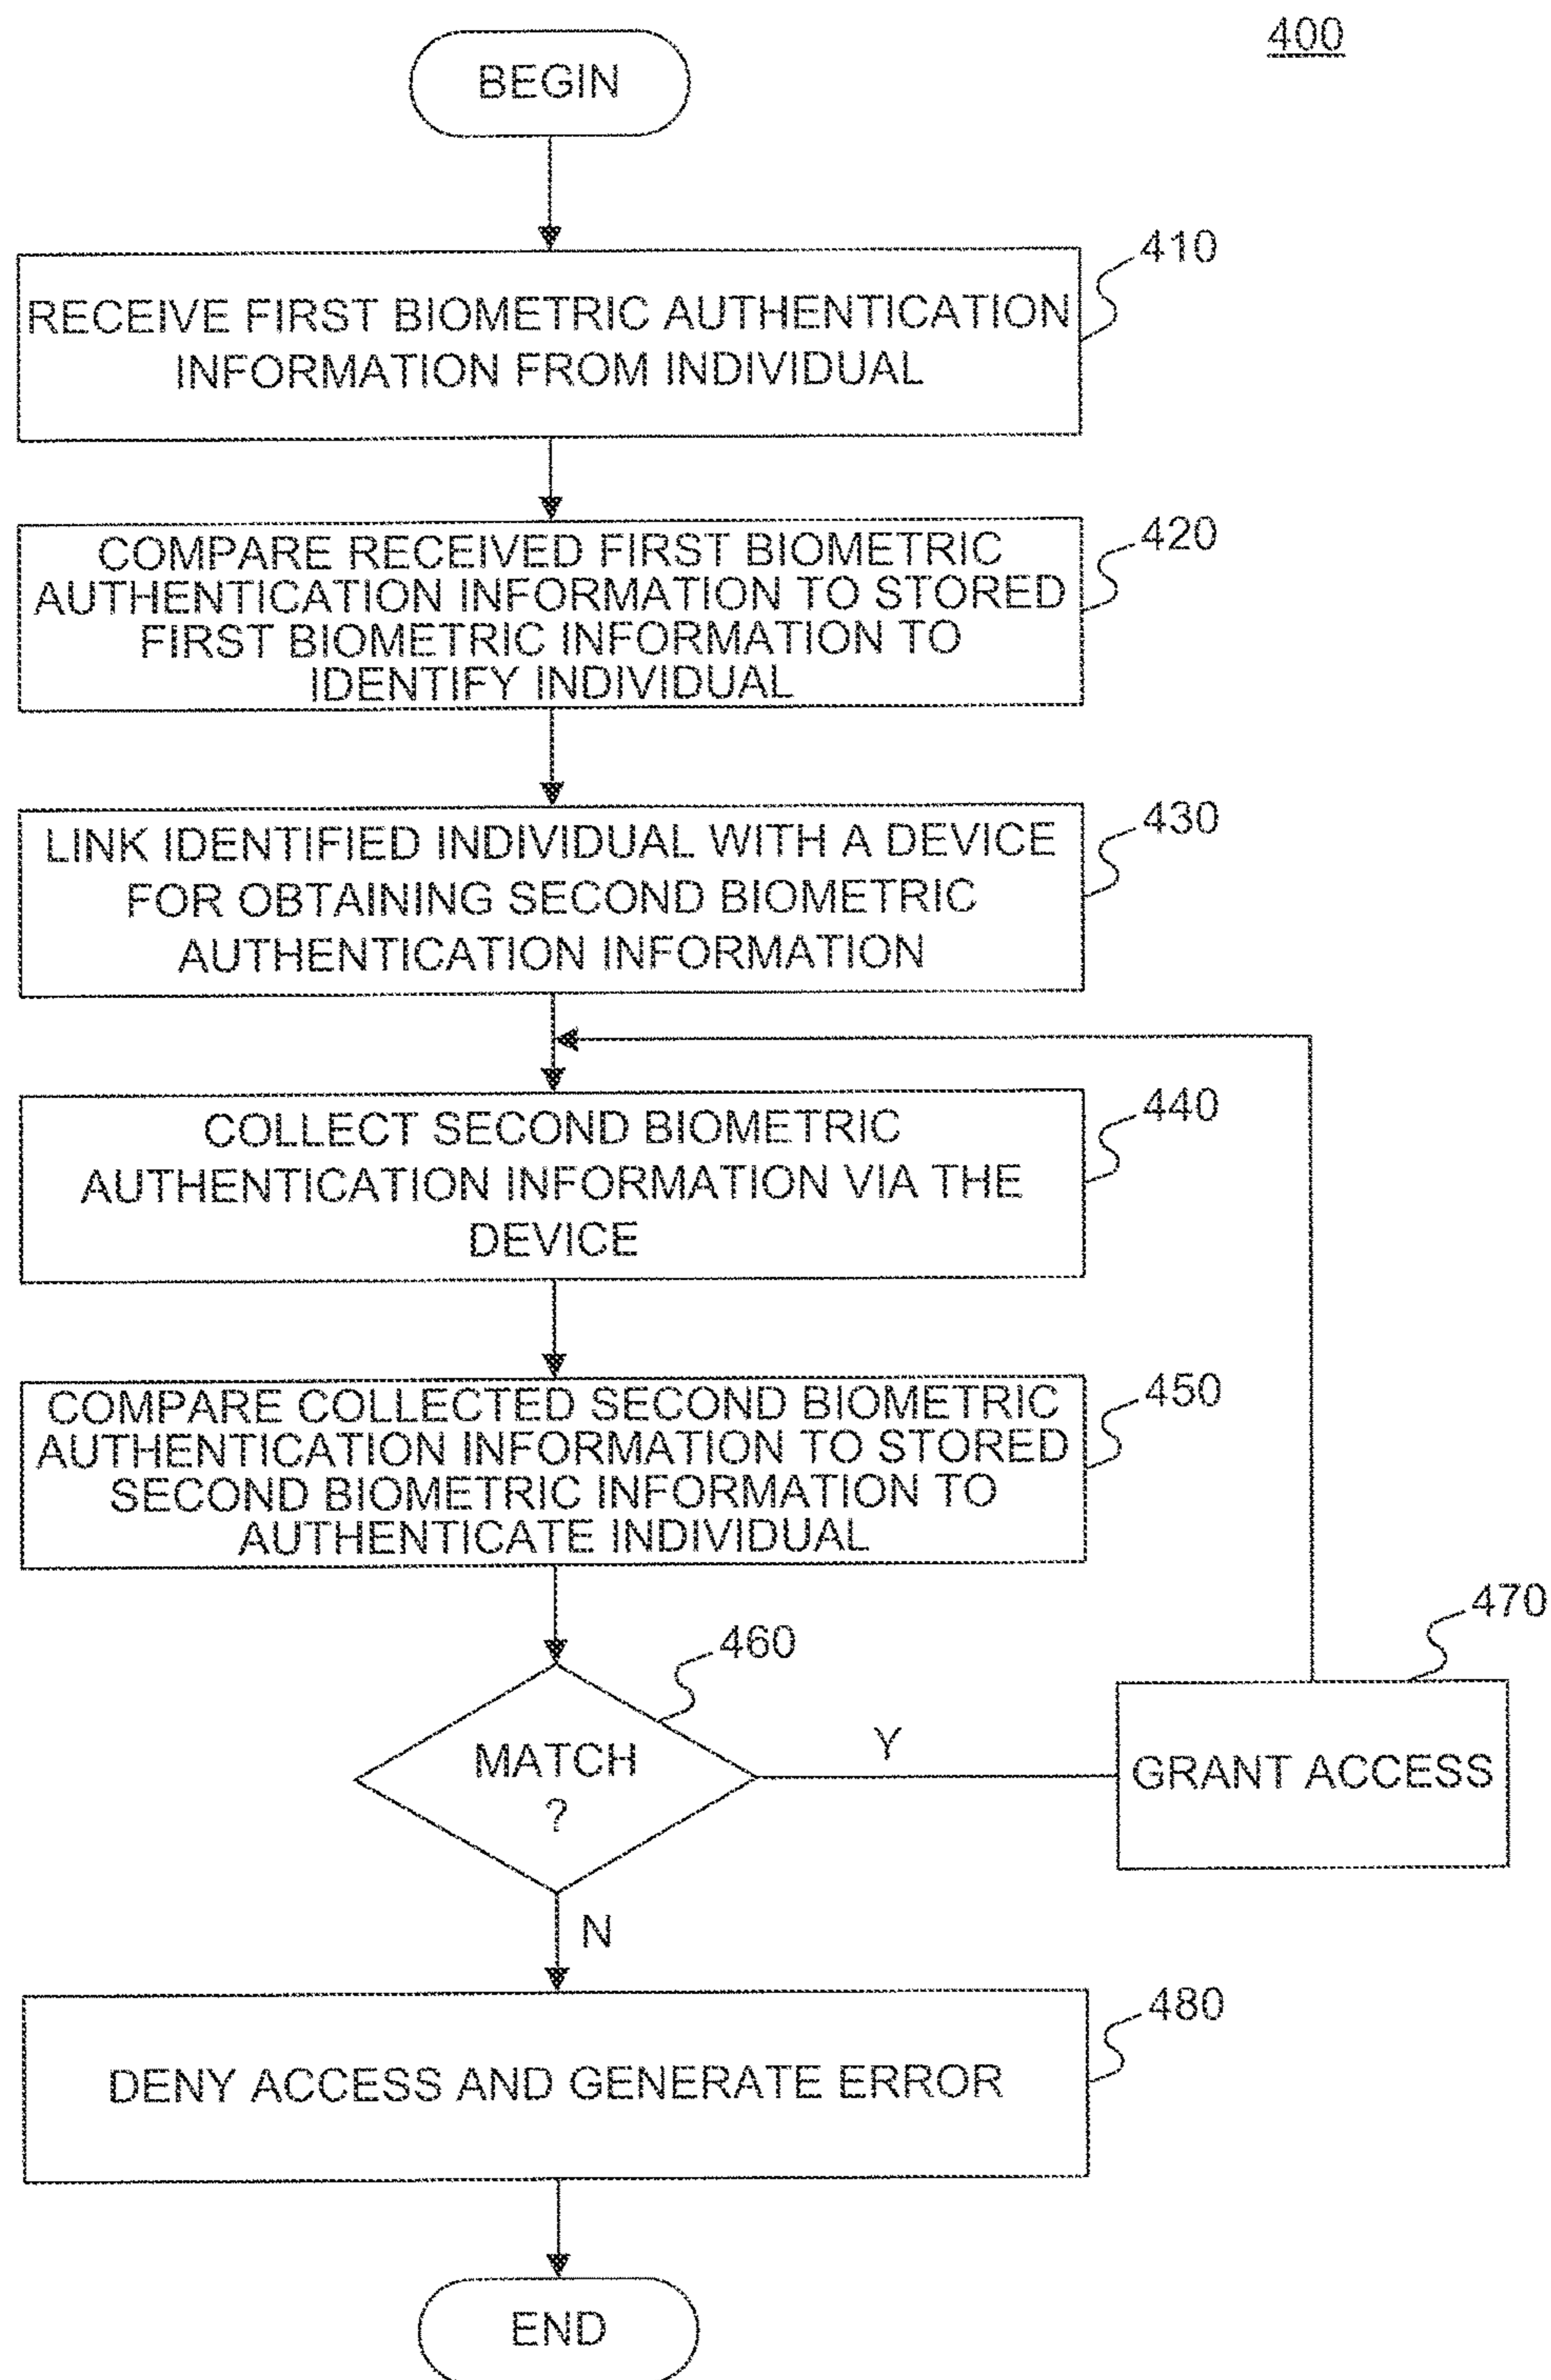 400
BEGIN
410
RECEIVE FIRST BIOMETRIC AUTHENTICATION
INFORMATION FROM INDIVIDUAL
420
COMPARE RECEIVED FIRST BIOMETRIC
AUTHENTICATION INFORMATION TO STORED
FIRST BIOMETRIC INFORMATION TO
IDENTIFY INDIVIDUAL
430
LINK IDENTIFIED INDIVIDUAL WITH A DEVICE
FOR OBTAINING SECOND BIOMETRIC
AUTHENTICATION INFORMATION
440
COLLECT SECOND BIOMETRIC
AUTHENTICATION INFORMATION VIA THE
DEVICE
450
COMPARE COLLECTED SECOND BIOMETRIC
AUTHENTICATION INFORMATION TO STORED
SECOND BIOMETRIC INFORMATION TO
AUTHENTICATE INDIVIDUAL
460
MATCH
?
Y
470
GRANT ACCESS
N
480
DENY ACCESS AND GENERATE ERROR
END